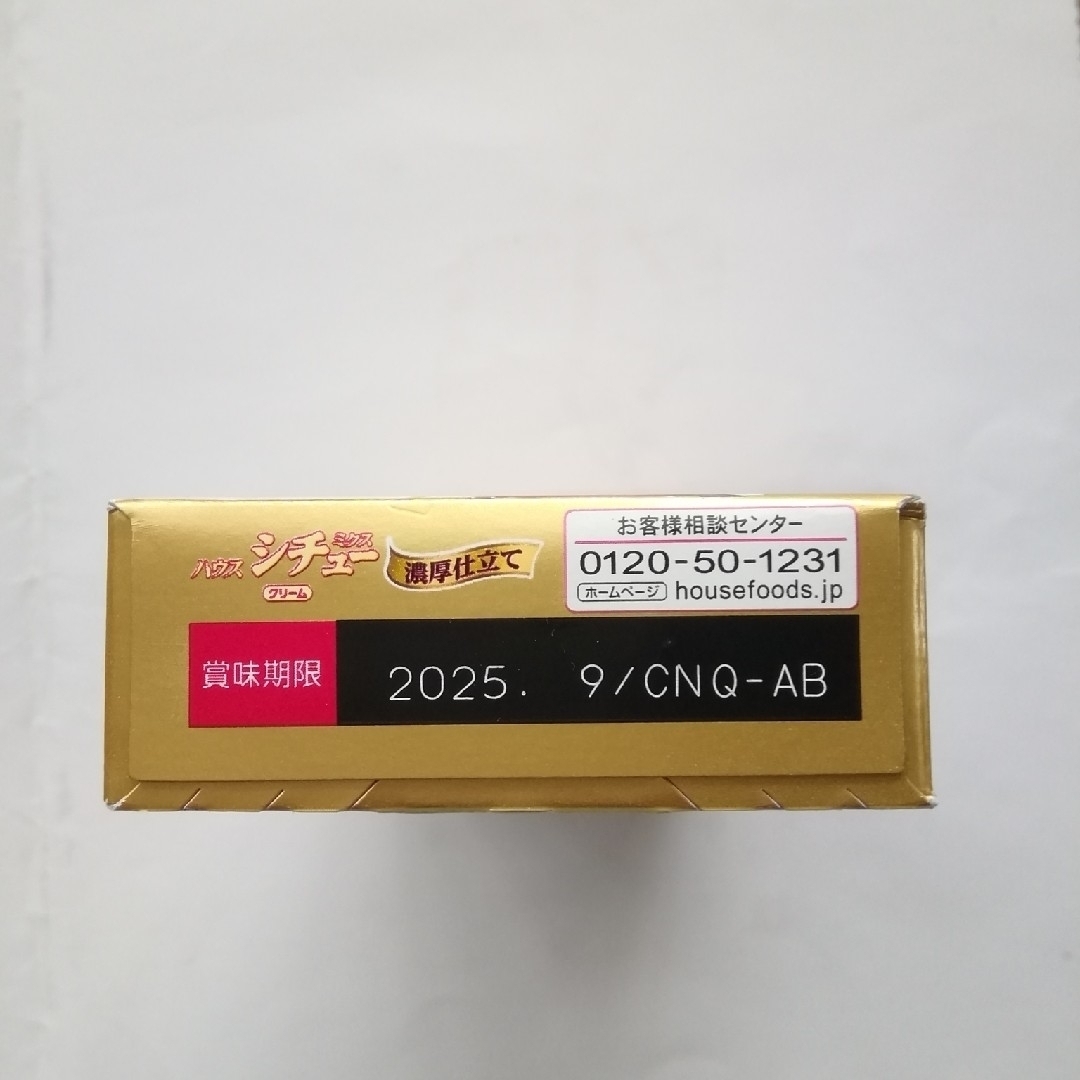 ハウス シチューミクス 濃厚仕立て
クリーム
お客様相談センター
0120-50-1231
ホームページ housefoods.jp
賞味期限 2025. 9/CNQ-AB